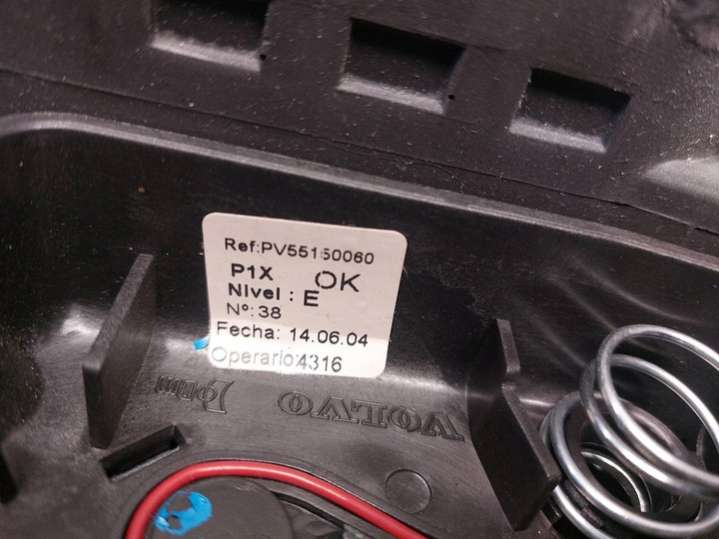 Ref:PV55150060
P1X OK
Nivel : E
Nº:38
Fecha: 14.06.04
Operario:4316
VOLVO